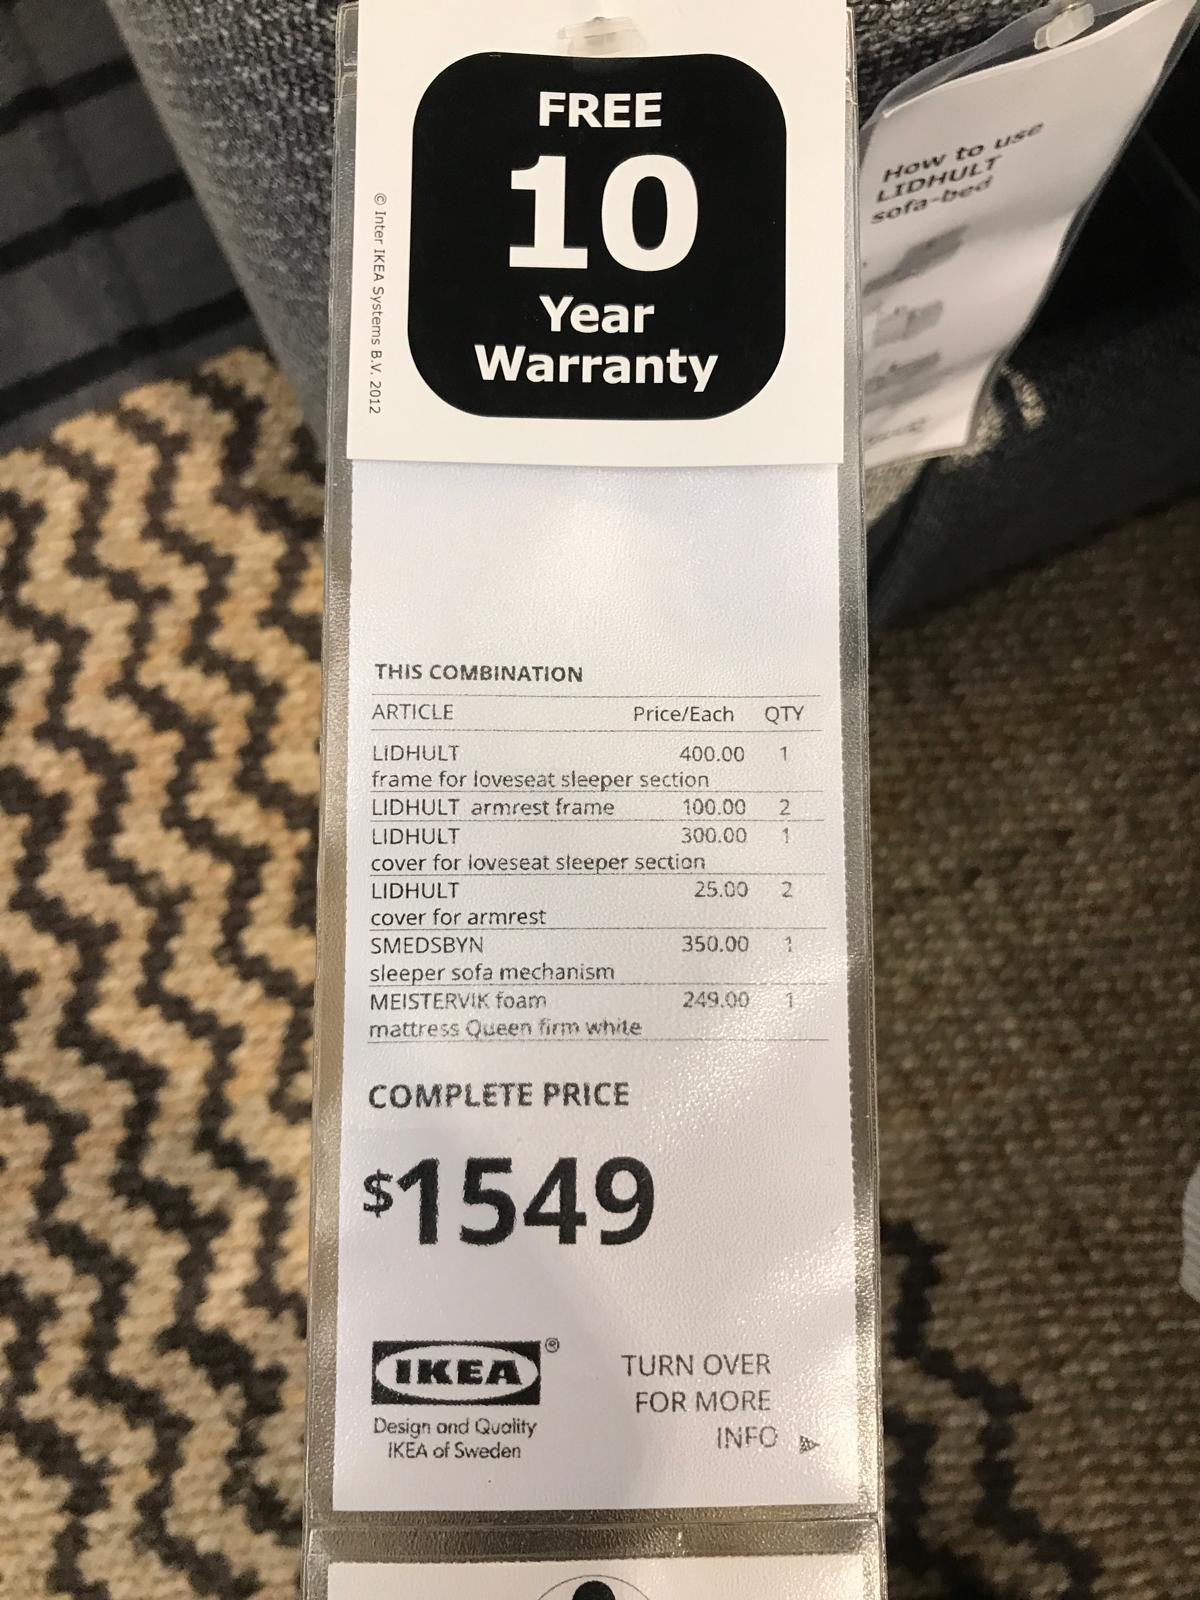 FREE
10
Year
Warranty
© Inter IKEA Systems B.V. 2012
How to use
LIDHULT
sofa-bed
THIS COMBINATION
ARTICLE Price/Each QTY
LIDHULT 400.00 1
frame for loveseat sleeper section
LIDHULT armrest frame 100.00 2
LIDHULT 300.00 1
cover for loveseat sleeper section
LIDHULT 25.00 2
cover for armrest
SMEDSBYN 350.00 1
sleeper sofa mechanism
MEISTERVIK foam 249.00 1
mattress Queen firm white
COMPLETE PRICE
$1549
IKEA®
Design and Quality
IKEA of Sweden
TURN OVER
FOR MORE
INFO